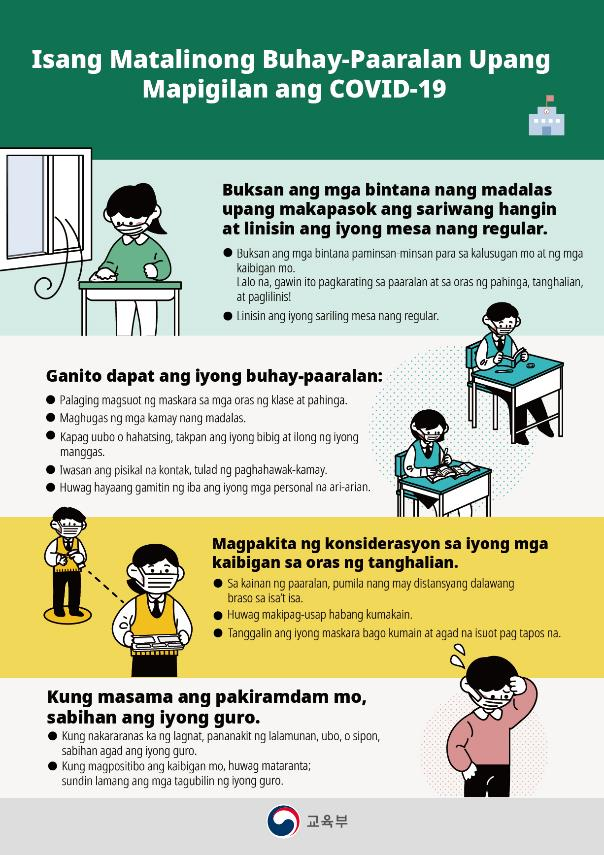 Isang Matalinong Buhay-Paaralan Upang
Mapigilan ang COVID-19
Buksan ang mga bintana nang madalas
upang makapasok ang sariwang hangin
at linisin ang iyong mesa nang regular.
● Buksan ang mga bintana paminsan-minsan para sa kalusugan mo at ng mga
kaibigan mo.
Lalo na, gawin ito pagkarating sa paaralan at sa oras ng pahinga, tanghalian,
at paglilinis!
● Linisin ang iyong sariling mesa nang regular.
Ganito dapat ang iyong buhay-paaralan:
● Palaging magsuot ng maskara sa mga oras ng klase at pahinga.
● Maghugas ng mga kamay nang madalas.
● Kapag uubo o hahatsing, takpan ang iyong bibig at ilong ng iyong
manggas.
● Iwasan ang pisikal na kontak, tulad ng paghahawak-kamay.
● Huwag hayaang gamitin ng iba ang iyong mga personal na ari-arian.
Magpakita ng konsiderasyon sa iyong mga
kaibigan sa oras ng tanghalian.
● Sa kainan ng paaralan, pumila nang may distansyang dalawang
braso sa isa't isa.
● Huwag makipag-usap habang kumakain.
● Tanggalin ang iyong maskara bago kumain at agad na isuot pag tapos na.
Kung masama ang pakiramdam mo,
sabihan ang iyong guro.
● Kung nakararanas ka ng lagnat, pananakit ng lalamunan, ubo, o sipon,
sabihan agad ang iyong guro.
● Kung magpositibo ang kaibigan mo, huwag mataranta;
sundin lamang ang mga tagubilin ng iyong guro.
교육부